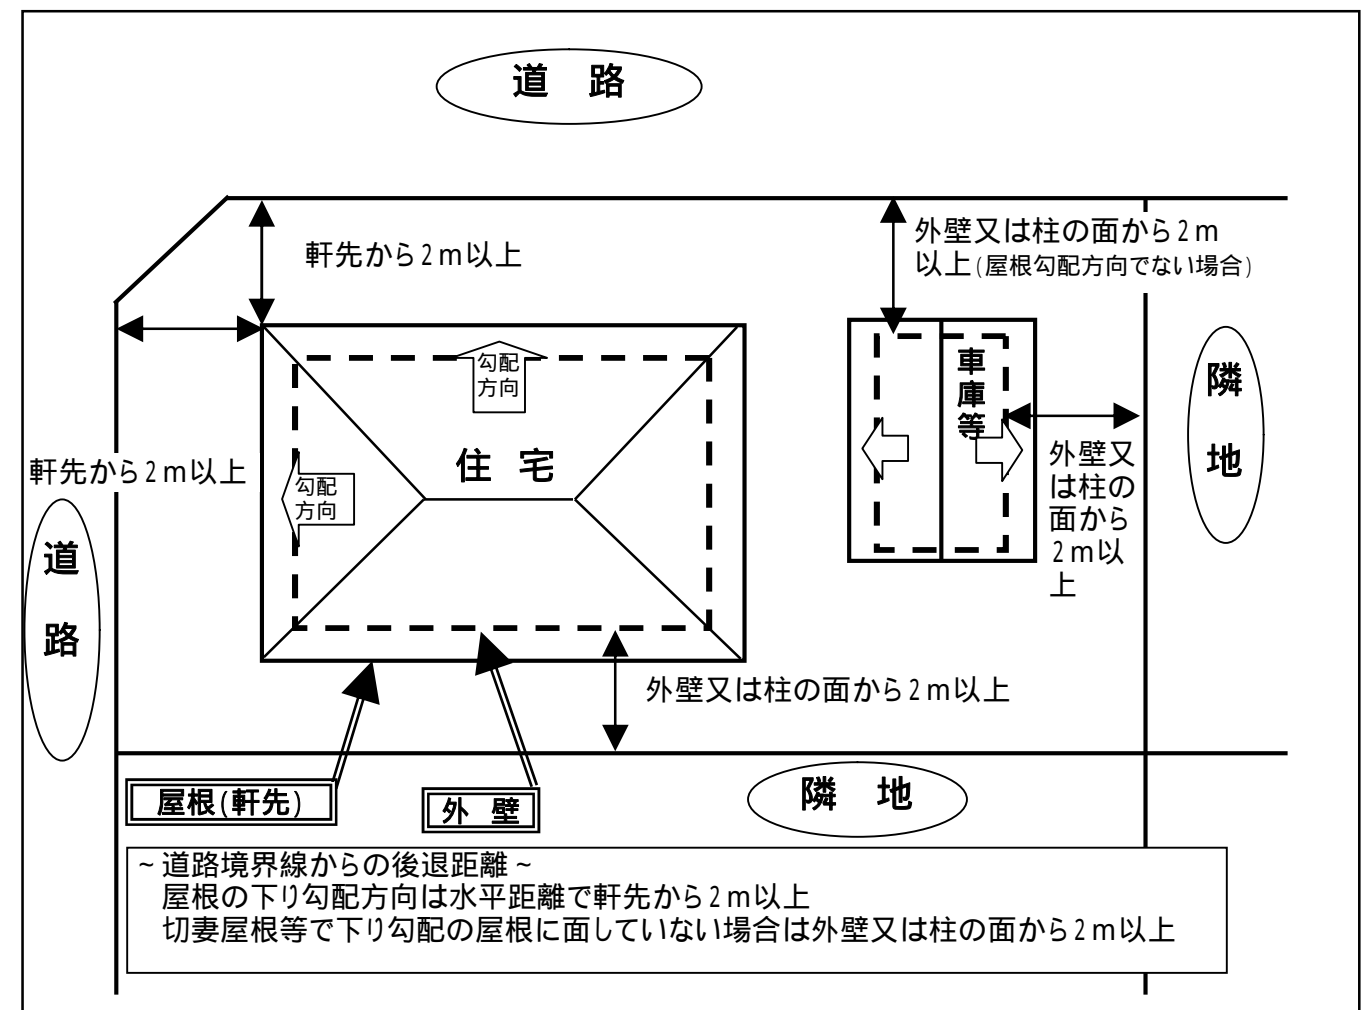 道　路
軒先から2m以上
外壁又は柱の面から2m
以上(屋根勾配方向でない場合)
勾配
方向
車庫等
隣地
住　宅
軒先から2m以上
勾配
方向
外壁又
は柱の
面から
2m以
上
道路
外壁又は柱の面から2m以上
屋根(軒先)
外　壁
隣　地
~道路境界線からの後退距離~
屋根の下り勾配方向は水平距離で軒先から2m以上
切妻屋根等で下り勾配の屋根に面していない場合は外壁又は柱の面から2m以上